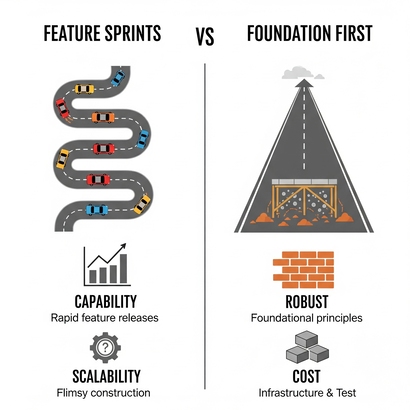 FEATURE SPRINTS VS FOUNDATION FIRST
CAPABILITY
Rapid feature releases
SCALABILITY
Flimsy construction
ROBUST
Foundational principles
COST
Infrastructure & Test
?